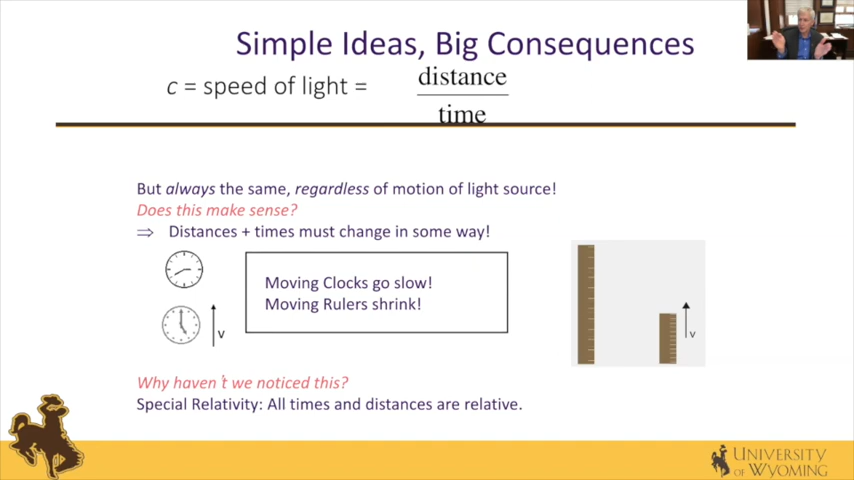 Simple Ideas, Big Consequences
c = speed of light = distance
time
But always the same, regardless of motion of light source!
Does this make sense?
⇒ Distances + times must change in some way!
Moving Clocks go slow!
Moving Rulers shrink!
v
v
Why haven't we noticed this?
Special Relativity: All times and distances are relative.
UNIVERSITY
OF WYOMING